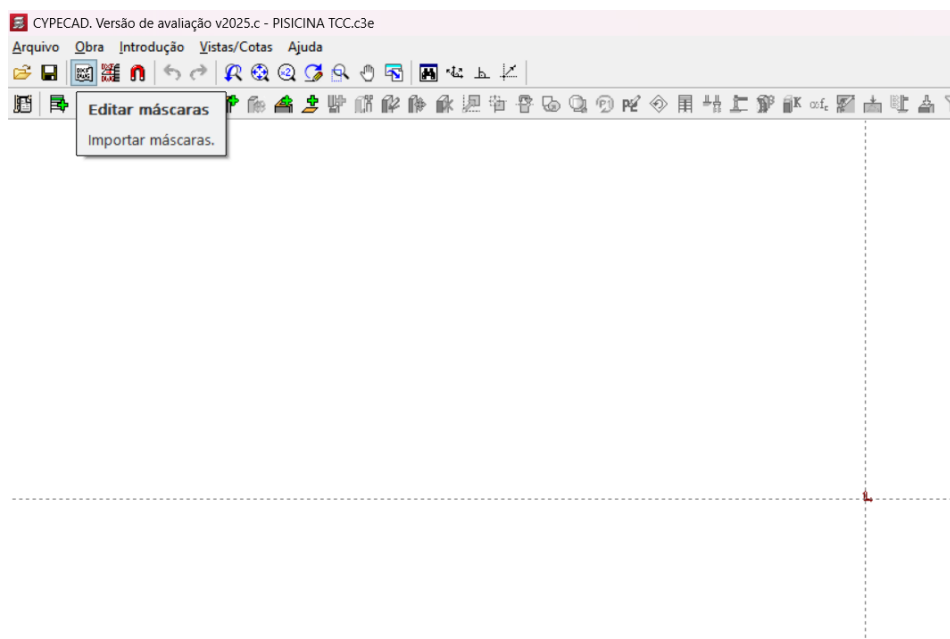 CYPECAD. Versão de avaliação v2025.c - PISICINA TCC.c3e
Arquivo Obra Introdução Vistas/Cotas Ajuda
Editar máscaras
Importar máscaras.